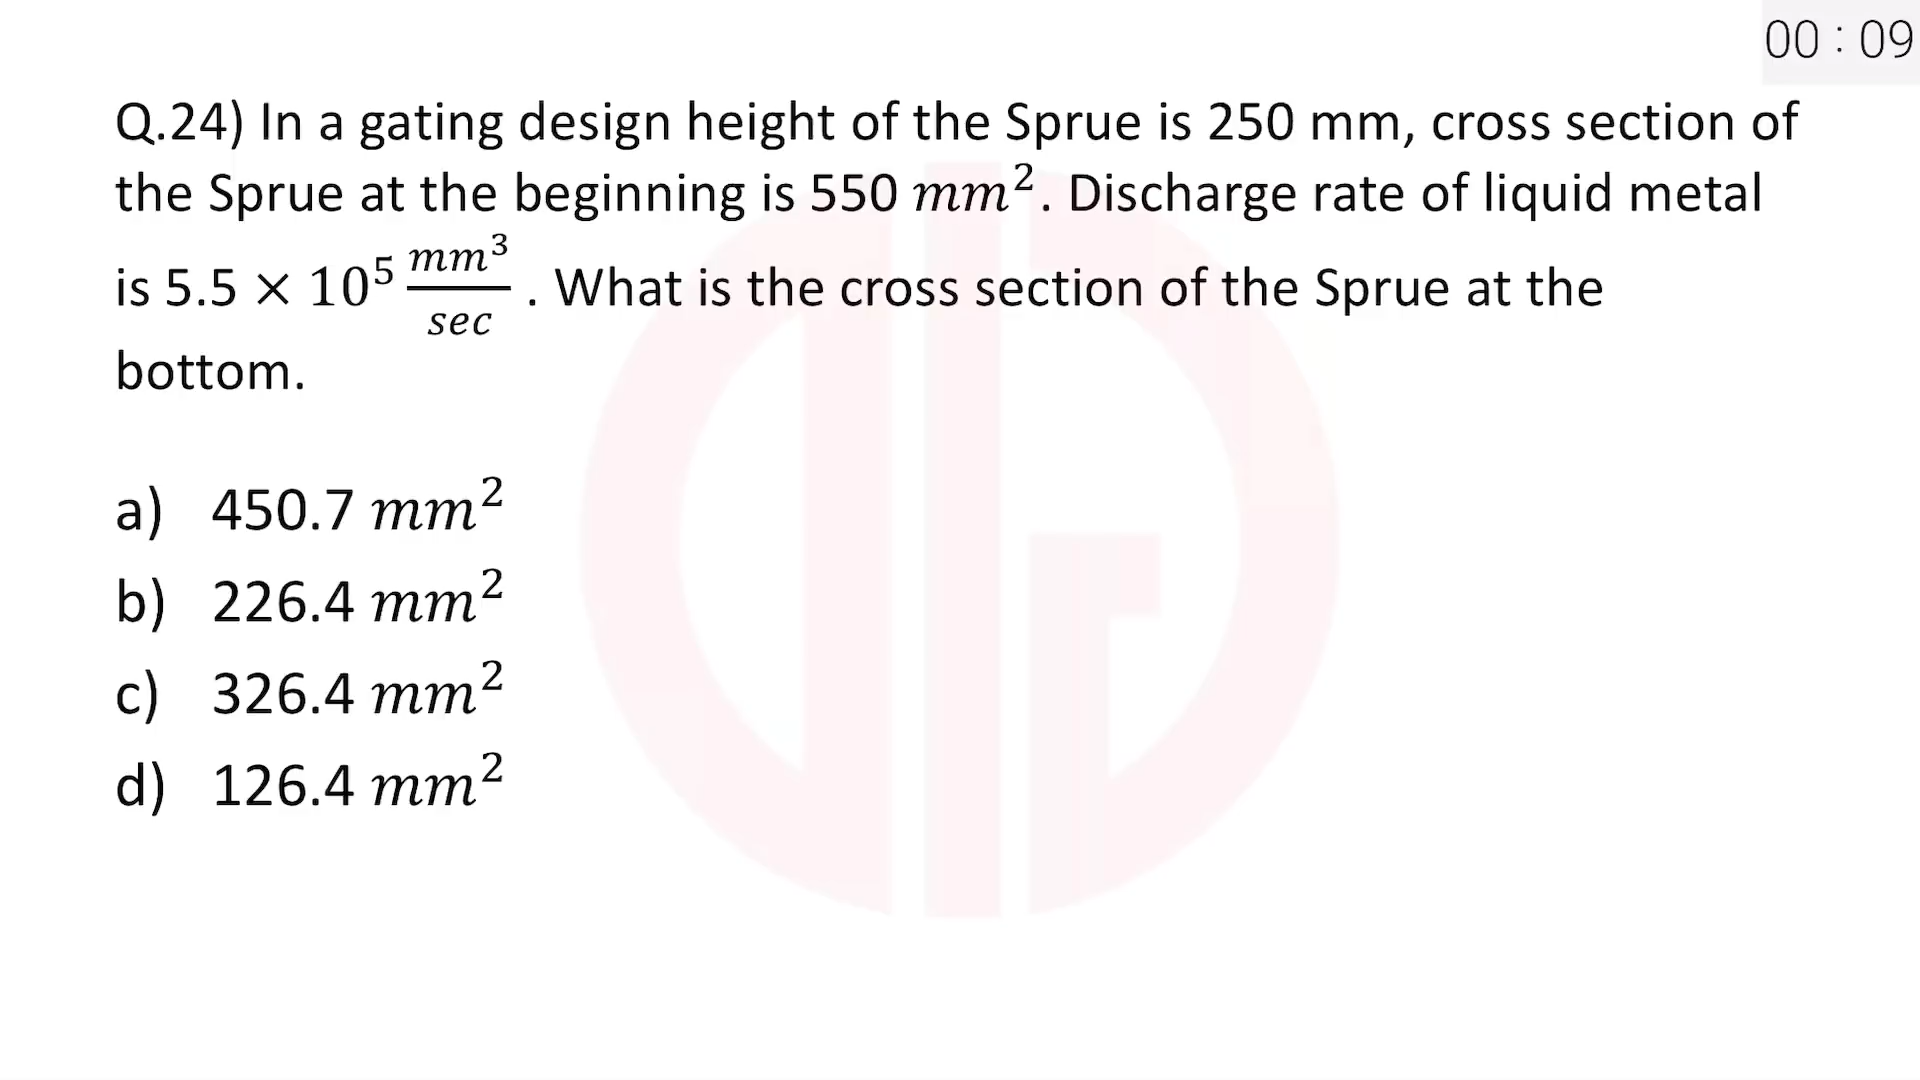 00 : 09
Q.24) In a gating design height of the Sprue is 250 mm, cross section of
the Sprue at the beginning is 550 mm². Discharge rate of liquid metal
is 5.5 × 10⁵ mm³/sec . What is the cross section of the Sprue at the
bottom.
a) 450.7 mm²
b) 226.4 mm²
c) 326.4 mm²
d) 126.4 mm²